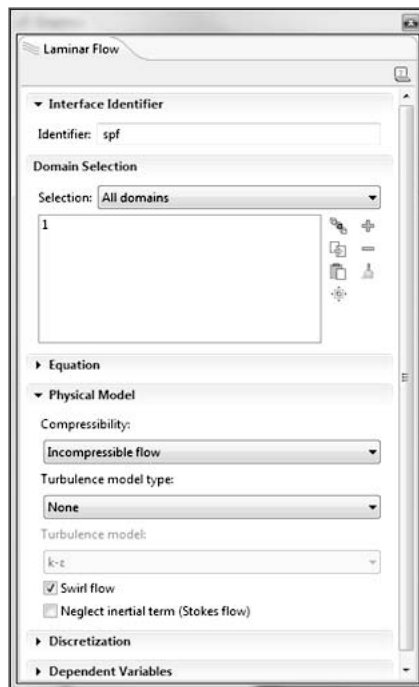 Laminar Flow
Interface Identifier
Identifier: spf
Domain Selection
Selection: All domains
1
Equation
Physical Model
Compressibility:
Incompressible flow
Turbulence model type:
None
Turbulence model:
k-ε
Swirl flow
Neglect inertial term (Stokes flow)
Discretization
Dependent Variables